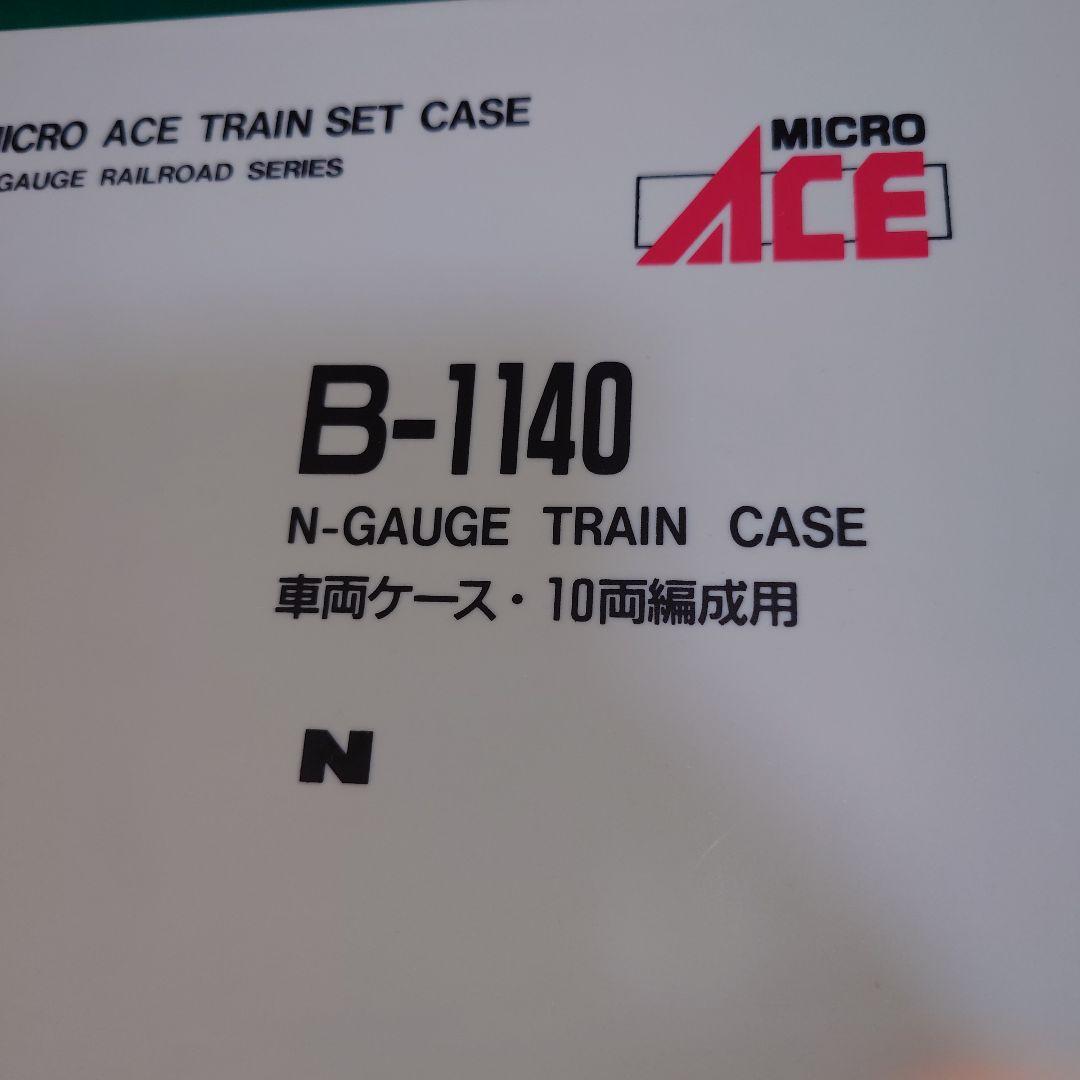 MICRO ACE TRAIN SET CASE
GAUGE RAILROAD SERIES
MICRO
ACE
B-1140
N-GAUGE TRAIN CASE
車両ケース・10両編成用
N